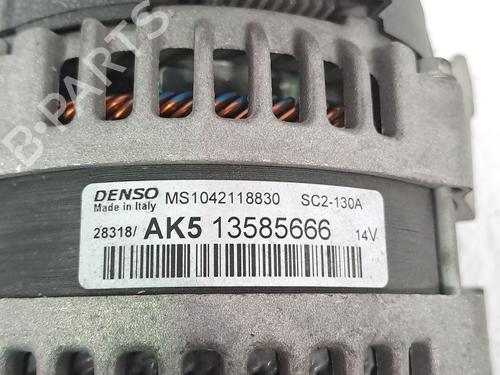 B-PARTS
DENSO MS1042118830 SC2-130A
Made in Italy
28318/ AK5 13585666 14V